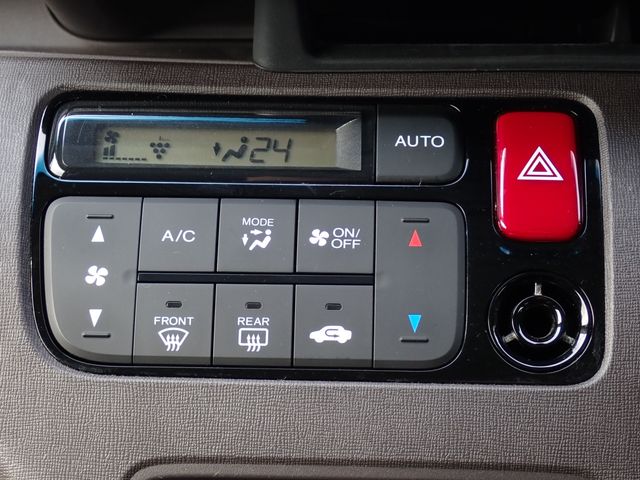 24
AUTO
A/C
MODE
ON/
OFF
FRONT
REAR